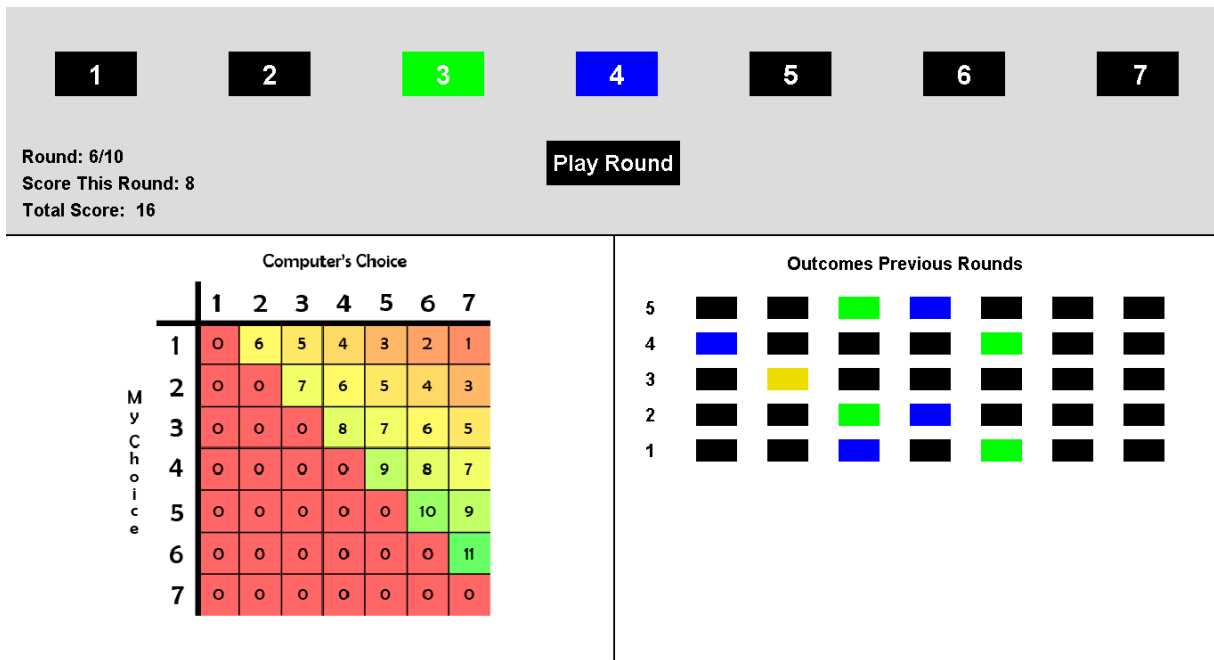 1 2 3 4 5 6 7
Play Round
Round: 6/10
Score This Round: 8
Total Score: 16
Computer's Choice
1 2 3 4 5 6 7
My Choice
1 0 6 5 4 3 2 1
2 0 0 7 6 5 4 3
3 0 0 0 8 7 6 5
4 0 0 0 0 9 8 7
5 0 0 0 0 0 10 9
6 0 0 0 0 0 0 11
7 0 0 0 0 0 0 0
Outcomes Previous Rounds
5
4
3
2
1